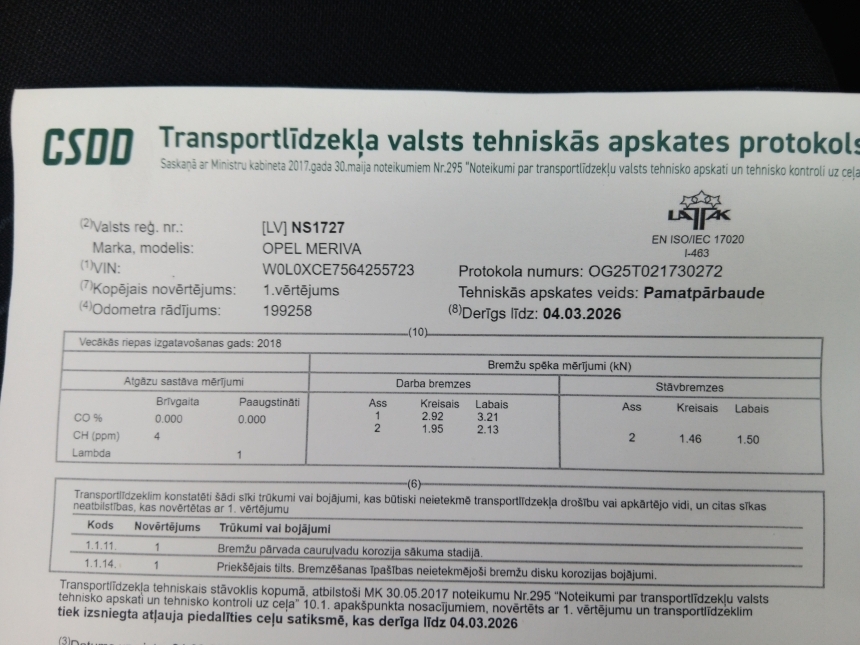 CSDD Transportlīdzekļa valsts tehniskās apskates protokols
Saskaņā ar Ministru kabineta 2017.gada 30.maija noteikumiem Nr.295 "Noteikumi par transportlīdzekļu valsts tehnisko apskati un tehnisko kontroli uz ceļa
LATAK
EN ISO/IEC 17020
I-463
(2)Valsts reģ. nr.: [LV] NS1727
Marka, modelis: OPEL MERIVA
(1)VIN: W0L0XCE7564255723 Protokola numurs: OG25T021730272
(7)Kopējais novērtējums: 1.vērtējums Tehniskās apskates veids: Pamatpārbaude
(4)Odometra rādījums: 199258 (8)Derīgs līdz: 04.03.2026
(10)
Vecākās riepas izgatavošanas gads: 2018
Bremžu spēka mērījumi (kN)
Atgāzu sastāva mērījumi Darba bremzes Stāvbremzes
Brīvgaita Paaugstināti Ass Kreisais Labais Ass Kreisais Labais
CO % 0.000 0.000 1 2.92 3.21
CH (ppm) 4 2 1.95 2.13 2 1.46 1.50
Lambda 1
(6)
Transportlīdzeklim konstatēti šādi sīki trūkumi vai bojājumi, kas būtiski neietekmē transportlīdzekļa drošību vai apkārtējo vidi, un citas sīkas
neatbilstības, kas novērtētas ar 1. vērtējumu
Kods Novērtējums Trūkumi vai bojājumi
1.1.11. 1 Bremžu pārvada cauruļvadu korozija sākuma stadijā.
1.1.14. 1 Priekšējais tilts. Bremzēšanas īpašības neietekmējoši bremžu disku korozijas bojājumi.
Transportlīdzekļa tehniskais stāvoklis kopumā, atbilstoši MK 30.05.2017 noteikumu Nr.295 "Noteikumi par transportlīdzekļu valsts
tehnisko apskati un tehnisko kontroli uz ceļa" 10.1. apakšpunkta nosacījumiem, novērtēts ar 1. vērtējumu un transportlīdzeklim
tiek izsniegta atļauja piedalīties ceļu satiksmē, kas derīga līdz 04.03.2026